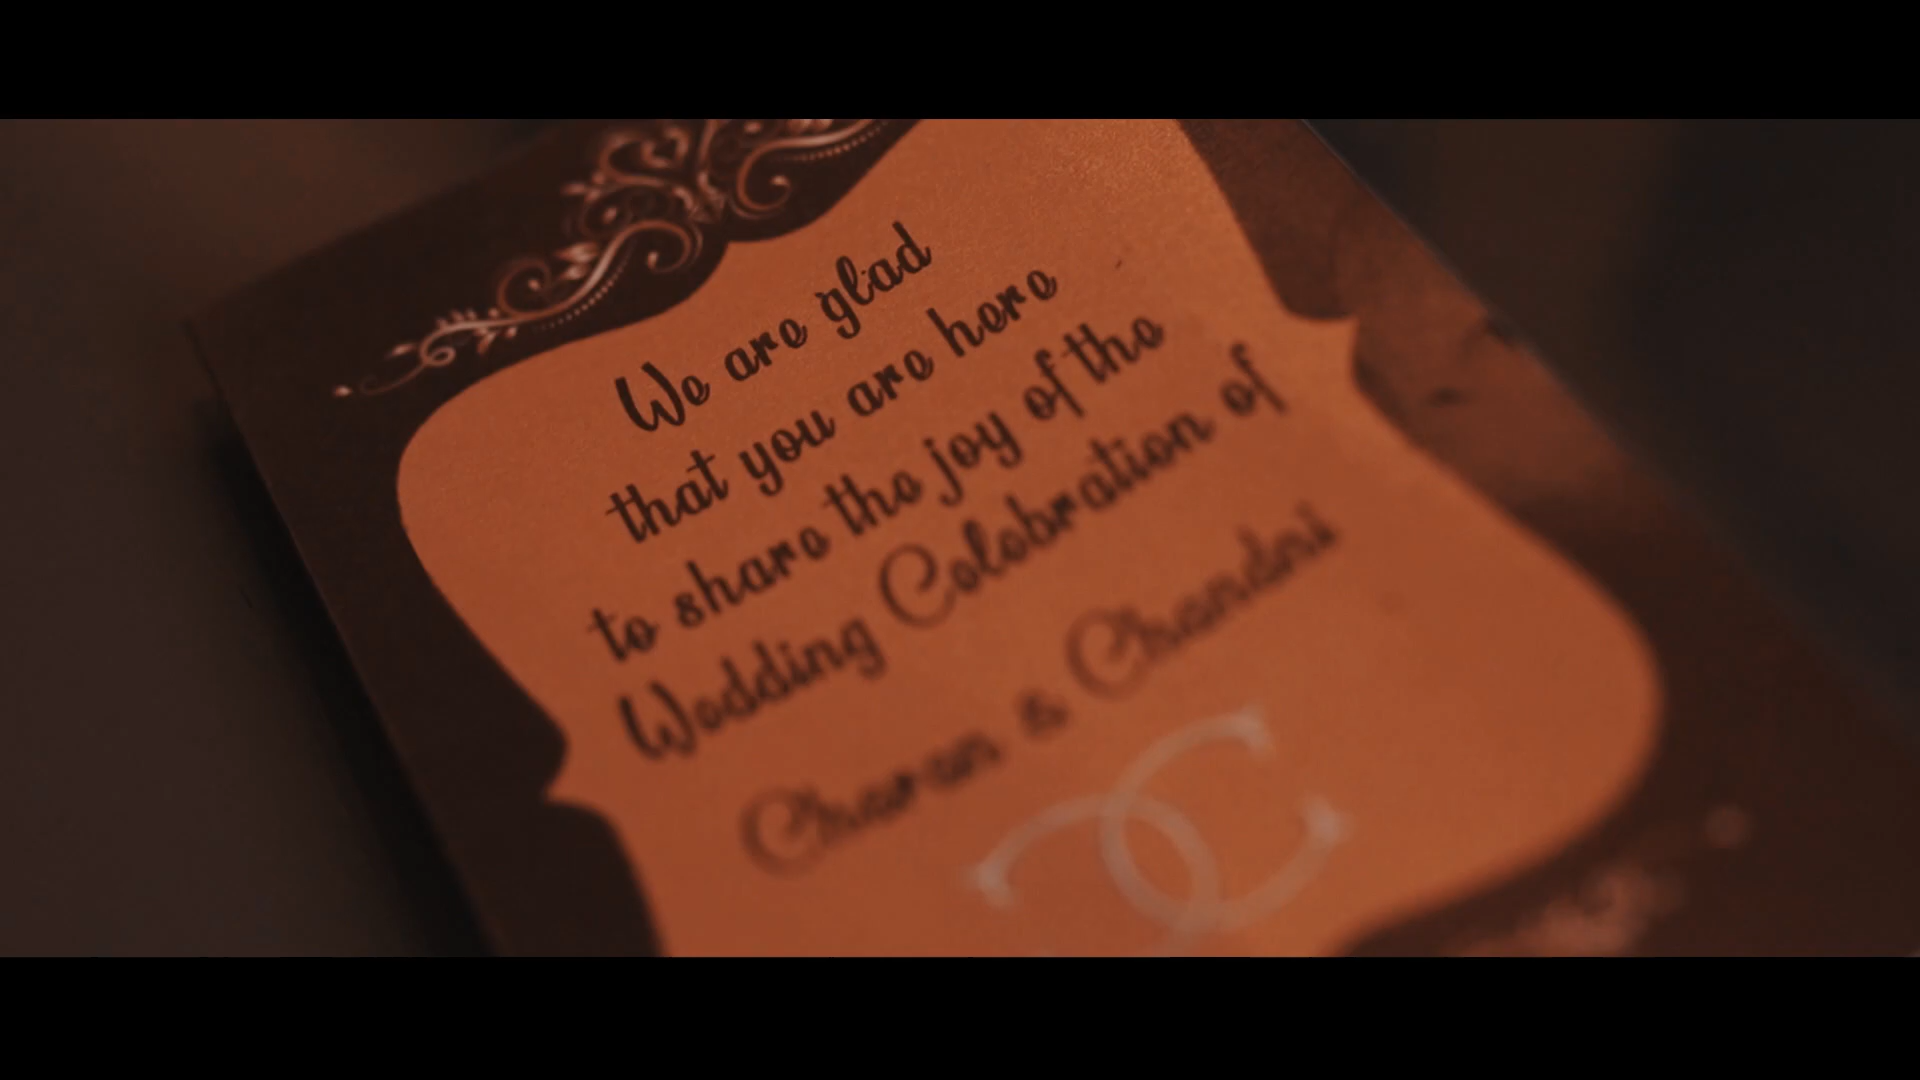 We are glad
that you are here
to share the joy of the
Wedding Celebration of
Charan & Chandni